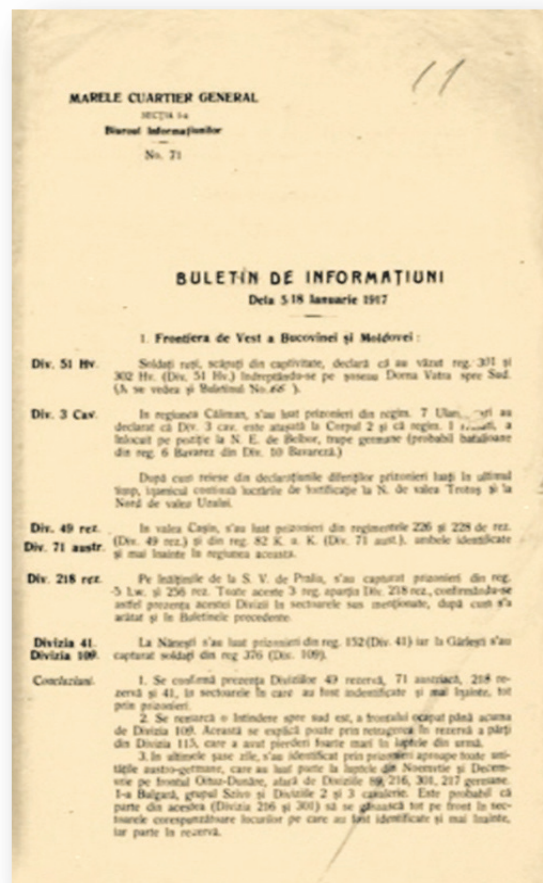 11
MARELE CUARTIER GENERAL
SECȚIA I-a
Biuroul Informațiunilor
No. 71
BULETIN DE INFORMAȚIUNI
Dela 5 18 Ianuarie 1917
1. Frontiera de Vest a Bucovinei și Moldovei :
Div. 51 Hv. Soldați ruși, scăpați din captivitate, declară că au văzut reg. 301 și
302 Hv. (Div. 51 Hv.) îndreptându-se pe șoseau Dorna Vatra spre Sud.
(A se vedea și Buletinul No. ).
Div. 3 Cav. In regiunea Căliman, s'au luat prizonieri din regim. 7 au
declarat că Div. 3 cav. este atașată la Corpul 2 și că regim. 1 a
înlocuit pe poziție la N. E. de Belbor, trupe germane (probabil batalioane
din reg. 6 Bavarez din Div. 10 Bavareză.)
După cum reiese din declarațiunile diferiților prizonieri luați în ultimul
timp, inamicul continuă lucrările de fortificație la N. de valea Trotuș și la
Nord de valea Uzului.
Div. 49 rez. In valea Cașin, s'au luat prizonieri din regimentele 226 și 228 de rez.
Div. 71 austr. (Div. 49 rez.) și din reg. 82 K. u. K. (Div. 71 aust.), ambele identificate
și mai înainte în regiunea aceasta.
Div. 218 rez. Pe înălțimile de la S. V. de Pralia, s'au capturat prizonieri din reg.
5 Lw. și 256 rez. Toate aceste 3 reg. aparțin Div. 218 rez., confirmându-se
astfel prezența acestei Divizii în sectoarele sus menționate, după cum s'a
arătat și în Buletinele precedente.
Divizia 41. La Nănești s'au luat prizonieri din reg. 152 (Div. 41) iar la Gârlești s'au
Divizia 109. capturat soldați din reg 376 (Div. 109).
Concluziuni. 1. Se confirmă prezența Diviziilor 49 rezervă, 71 austriacă, 218 re-
zervă și 41, în sectoarele în care au fost indentificate și mai înainte, tot
prin prizonieri.
2. Se remarcă o întindere spre sud est, a frontului ocupat până acuma
de Divizia 109. Această se explică poate prin retragerea în rezervă a părți
din Divizia 115, care a avut pierderi foarte mari în luptele din urmă.
3. In ultimele șase zile, s'au identificat prin prizonieri aproape toate uni-
tățile austro-germane, care au luat parte la luptele din Noemvrie și Decem-
vrie pe frontul Oituz-Dunăre, afară de Diviziile 89, 216, 301, 217 germane.
1-a Bulgară, grupul Szivo și Diviziile 2 și 3 cavalerie. Este probabil că
parte din acestea (Divizia 216 și 301) să se găsească tot pe front în sec-
toarele corespunzătoare locurilor pe care au fost identificate și mai înainte,
iar parte în rezervă.